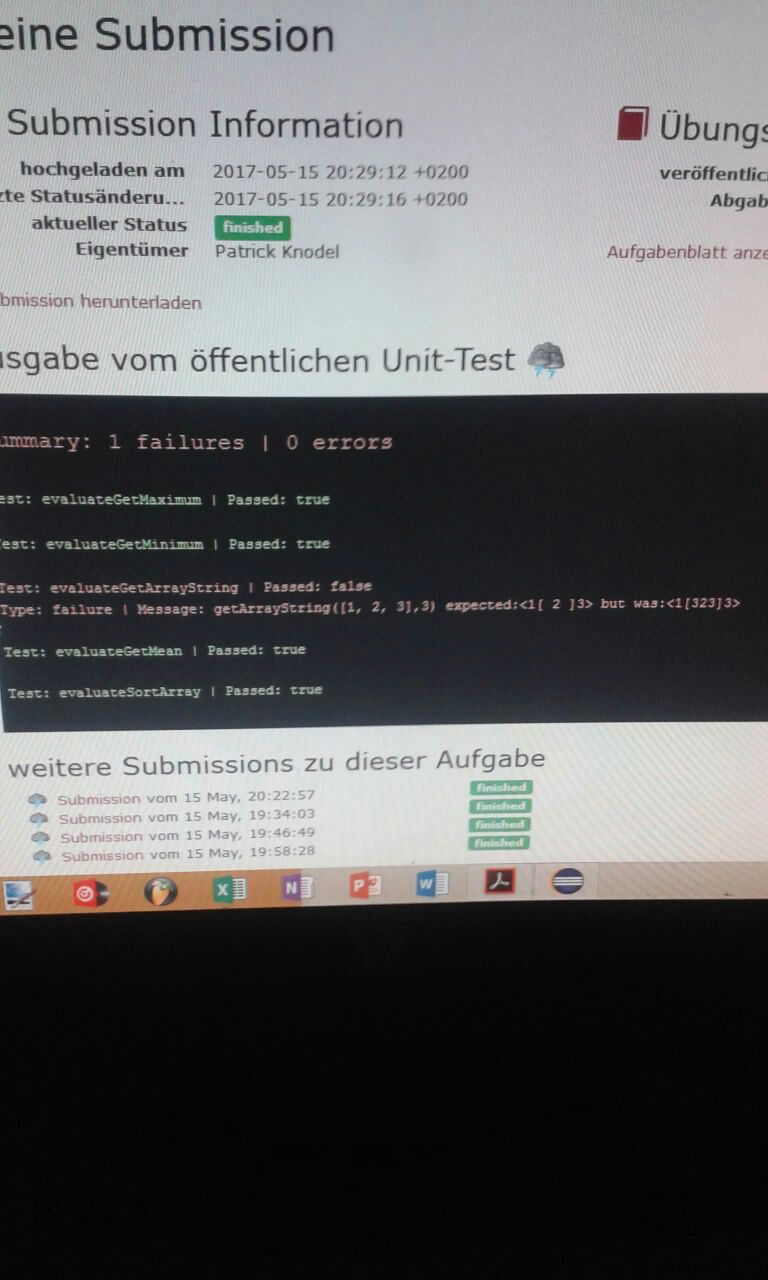 eine Submission
Submission Information
Übungs
hochgeladen am 2017-05-15 20:29:12 +0200
veröffentlic
zte Statusänderu... 2017-05-15 20:29:16 +0200
Abgab
aktueller Status finished
Eigentümer Patrick Knodel
Aufgabenblatt anze
bmission herunterladen
usgabe vom öffentlichen Unit-Test
ummary: 1 failures | 0 errors
est: evaluateGetMaximum | Passed: true
est: evaluateGetMinimum | Passed: true
Test: evaluateGetArrayString | Passed: false
Type: failure | Message: getArrayString([1, 2, 3],3) expected:<1[ 2 ]3> but was:<1[323]3>
Test: evaluateGetMean | Passed: true
Test: evaluateSortArray | Passed: true
weitere Submissions zu dieser Aufgabe
Submission vom 15 May, 20:22:57 finished
Submission vom 15 May, 19:34:03 finished
Submission vom 15 May, 19:46:49 finished
Submission vom 15 May, 19:58:28 finished
X N P W